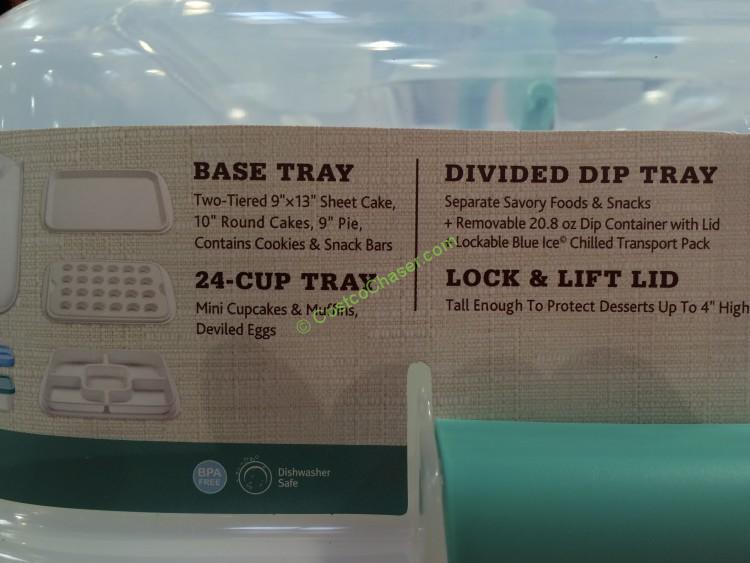 BASE TRAY
Two-Tiered 9"×13" Sheet Cake,
10" Round Cakes, 9" Pie,
Contains Cookies & Snack Bars
24-CUP TRAY
Mini Cupcakes & Muffins,
Deviled Eggs
DIVIDED DIP TRAY
Separate Savory Foods & Snacks
+ Removable 20.8 oz Dip Container with Lid
+ Lockable Blue Ice© Chilled Transport Pack
LOCK & LIFT LID
Tall Enough To Protect Desserts Up To 4" High
© CostcoChaser.com
BPA
FREE
Dishwasher
Safe